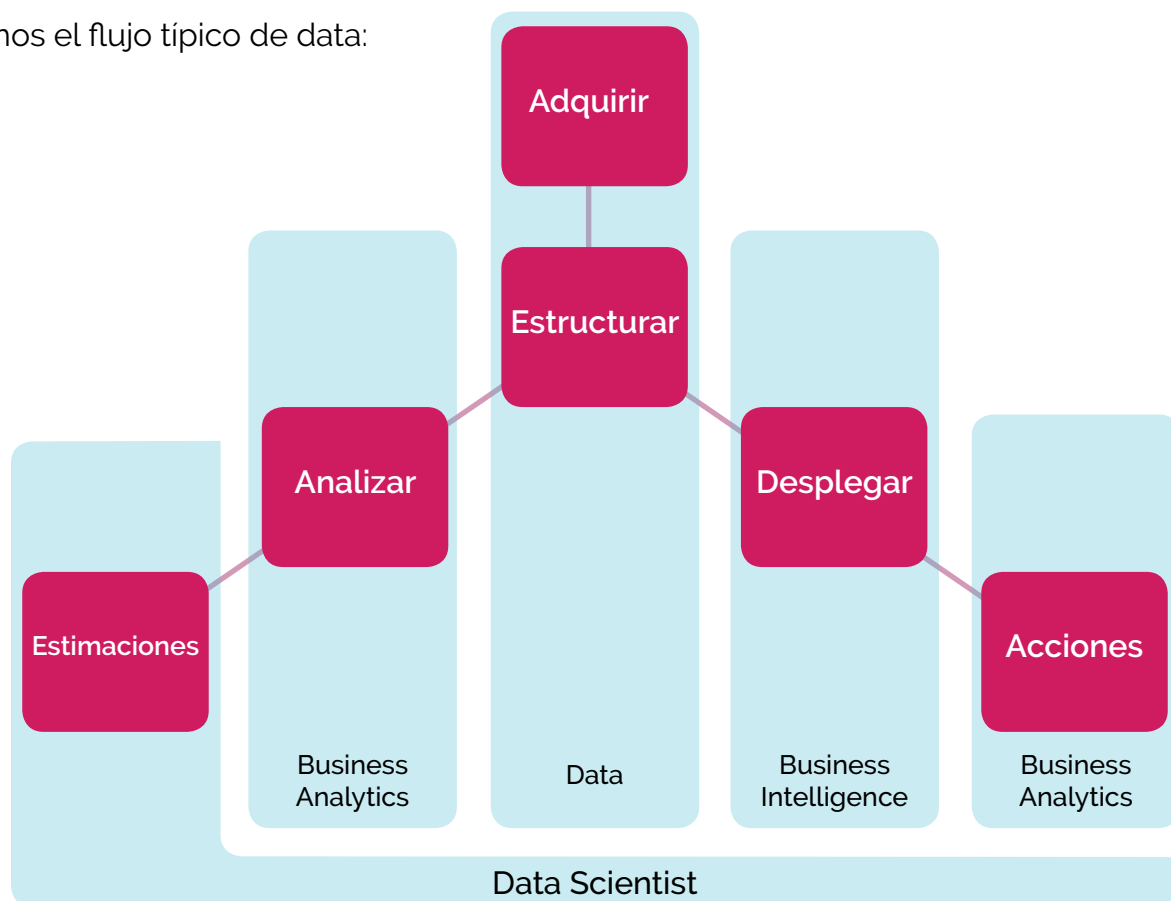 nos el flujo típico de data:
Adquirir
Estructurar
Analizar
Desplegar
Estimaciones
Acciones
Business
Analytics
Data
Business
Intelligence
Business
Analytics
Data Scientist